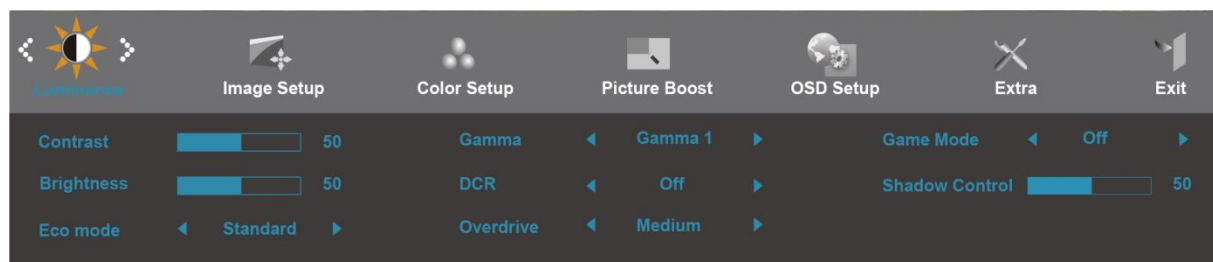 Luminance
Image Setup
Color Setup
Picture Boost
OSD Setup
Extra
Exit
Contrast 50 Gamma Gamma 1 Game Mode Off
Brightness 50 DCR Off Shadow Control 50
Eco mode Standard Overdrive Medium